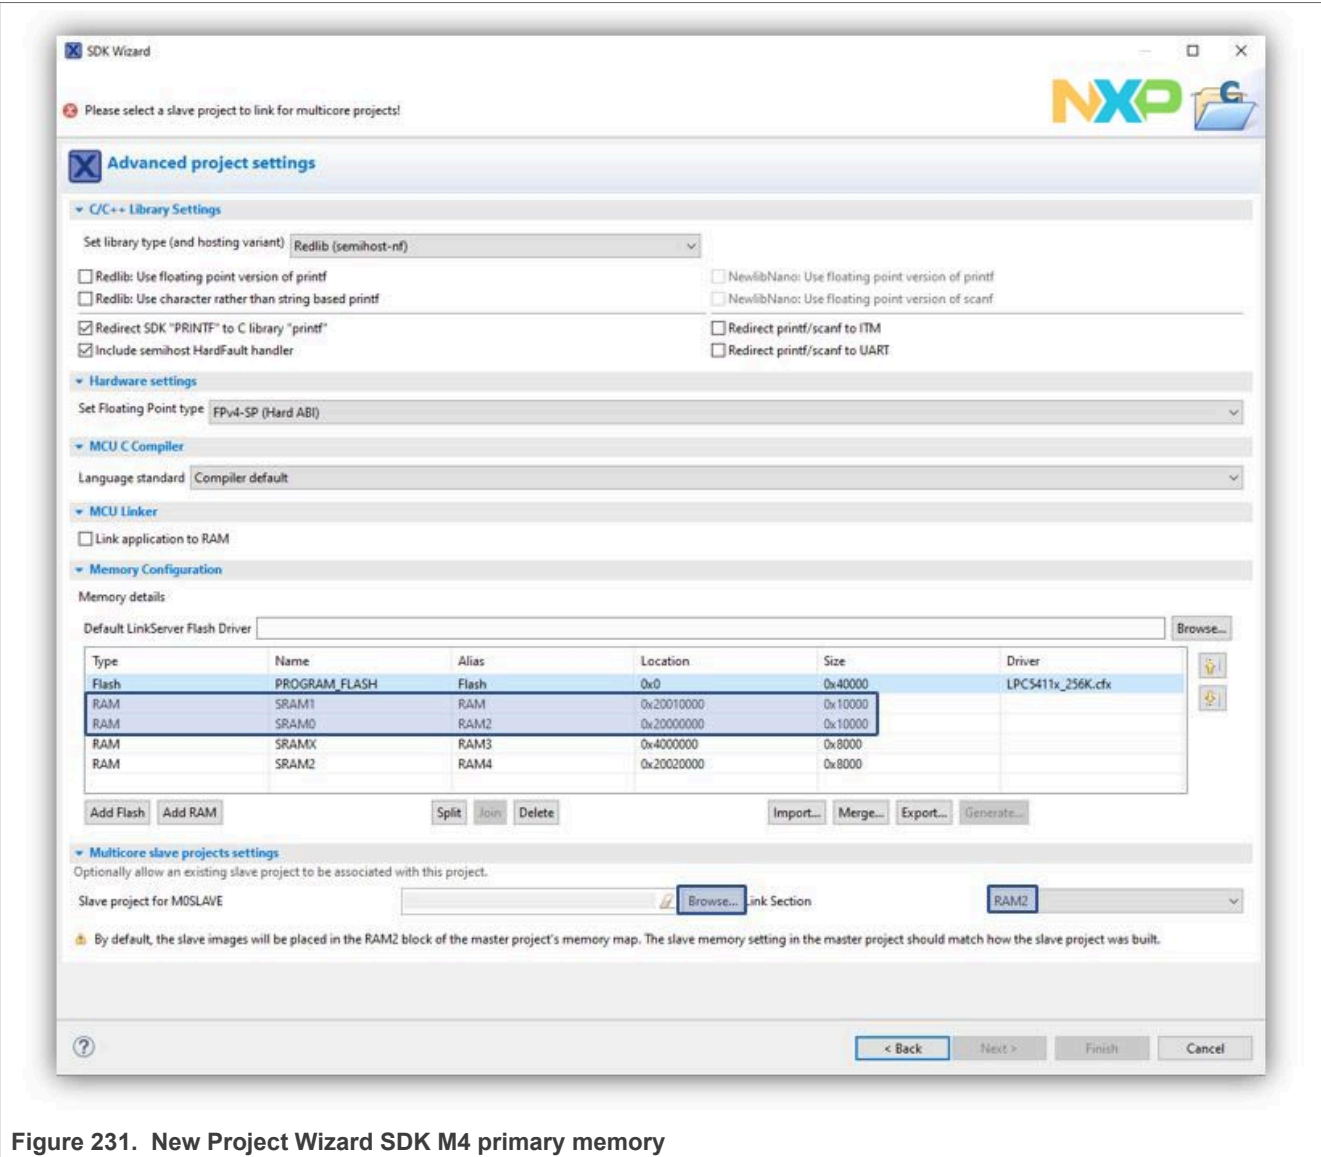 SDK Wizard
Please select a slave project to link for multicore projects!
NXP
C
Advanced project settings
C/C++ Library Settings
Set library type (and hosting variant) Redlib (semihost-nf)
Redlib: Use floating point version of printf NewlibNano: Use floating point version of printf
Redlib: Use character rather than string based printf NewlibNano: Use floating point version of scanf
Redirect SDK "PRINTF" to C library "printf" Redirect printf/scanf to ITM
Include semihost HardFault handler Redirect printf/scanf to UART
Hardware settings
Set Floating Point type FPv4-SP (Hard ABI)
MCU C Compiler
Language standard Compiler default
MCU Linker
Link application to RAM
Memory Configuration
Memory details
Default LinkServer Flash Driver Browse...
Type Name Alias Location Size Driver
Flash PROGRAM_FLASH Flash 0x0 0x40000 LPC5411x_256K.cfx
RAM SRAM1 RAM 0x20010000 0x10000
RAM SRAM0 RAM2 0x20000000 0x10000
RAM SRAMX RAM3 0x4000000 0x8000
RAM SRAM2 RAM4 0x20020000 0x8000
Add Flash Add RAM Split Join Delete Import... Merge... Export... Generate...
Multicore slave projects settings
Optionally allow an existing slave project to be associated with this project.
Slave project for M0SLAVE Browse... Link Section RAM2
By default, the slave images will be placed in the RAM2 block of the master project's memory map. The slave memory setting in the master project should match how the slave project was built.
? < Back Next > Finish Cancel
Figure 231. New Project Wizard SDK M4 primary memory